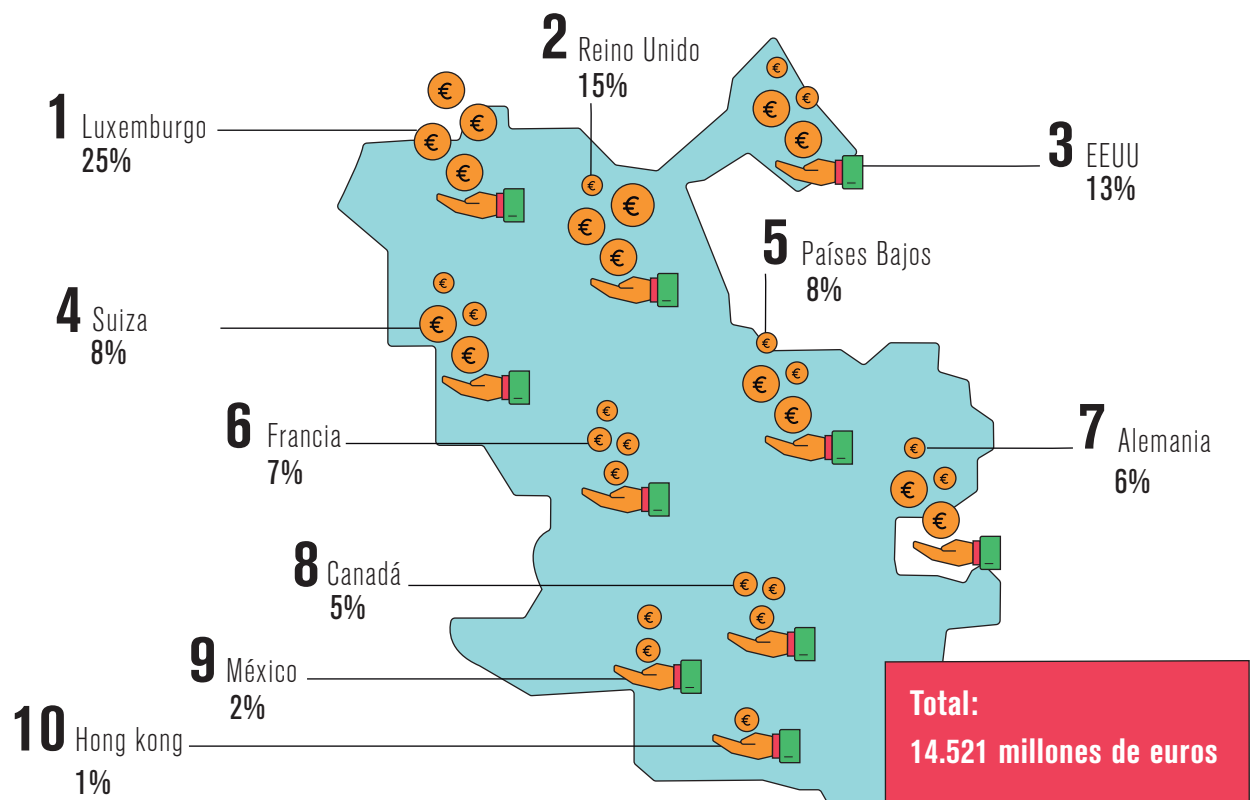 1 Luxemburgo
25%
2 Reino Unido
15%
3 EEUU
13%
4 Suiza
8%
5 Países Bajos
8%
6 Francia
7%
7 Alemania
6%
8 Canadá
5%
9 México
2%
10 Hong kong
1%
€ € € €
€ € € €
€ € € €
€ € € €
€ € € €
€ € € €
€ € € €
€ € €
€ €
€
Total:
14.521 millones de euros